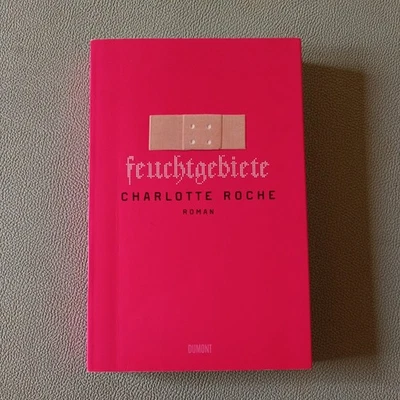 feuchtgebiete
CHARLOTTE ROCHE
ROMAN
DUMONT